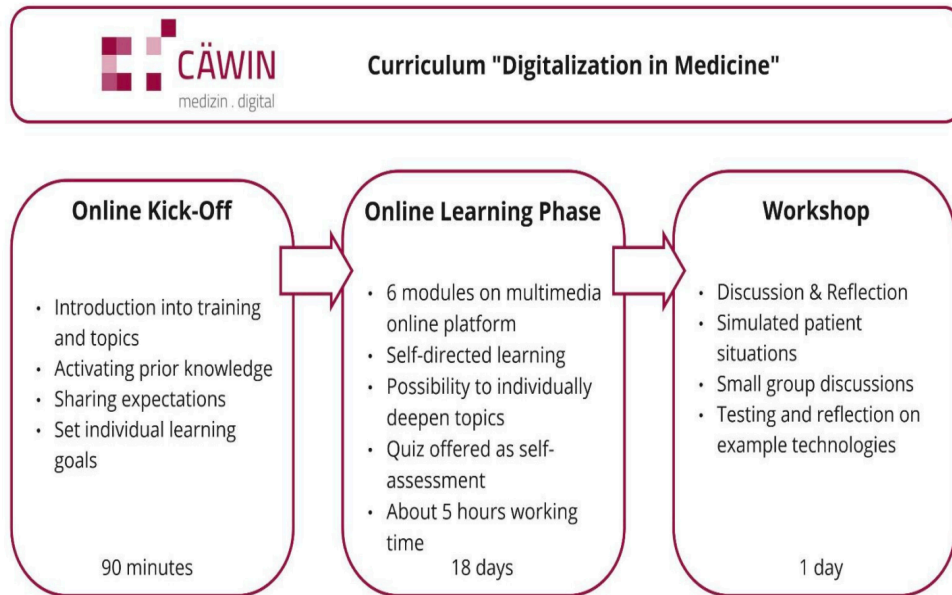 CÄWIN
medizin . digital
Curriculum "Digitalization in Medicine"
Online Kick-Off
• Introduction into training
and topics
• Activating prior knowledge
• Sharing expectations
• Set individual learning
goals
90 minutes
Online Learning Phase
• 6 modules on multimedia
online platform
• Self-directed learning
• Possibility to individually
deepen topics
• Quiz offered as self-
assessment
• About 5 hours working
time
18 days
Workshop
• Discussion & Reflection
• Simulated patient
situations
• Small group discussions
• Testing and reflection on
example technologies
1 day